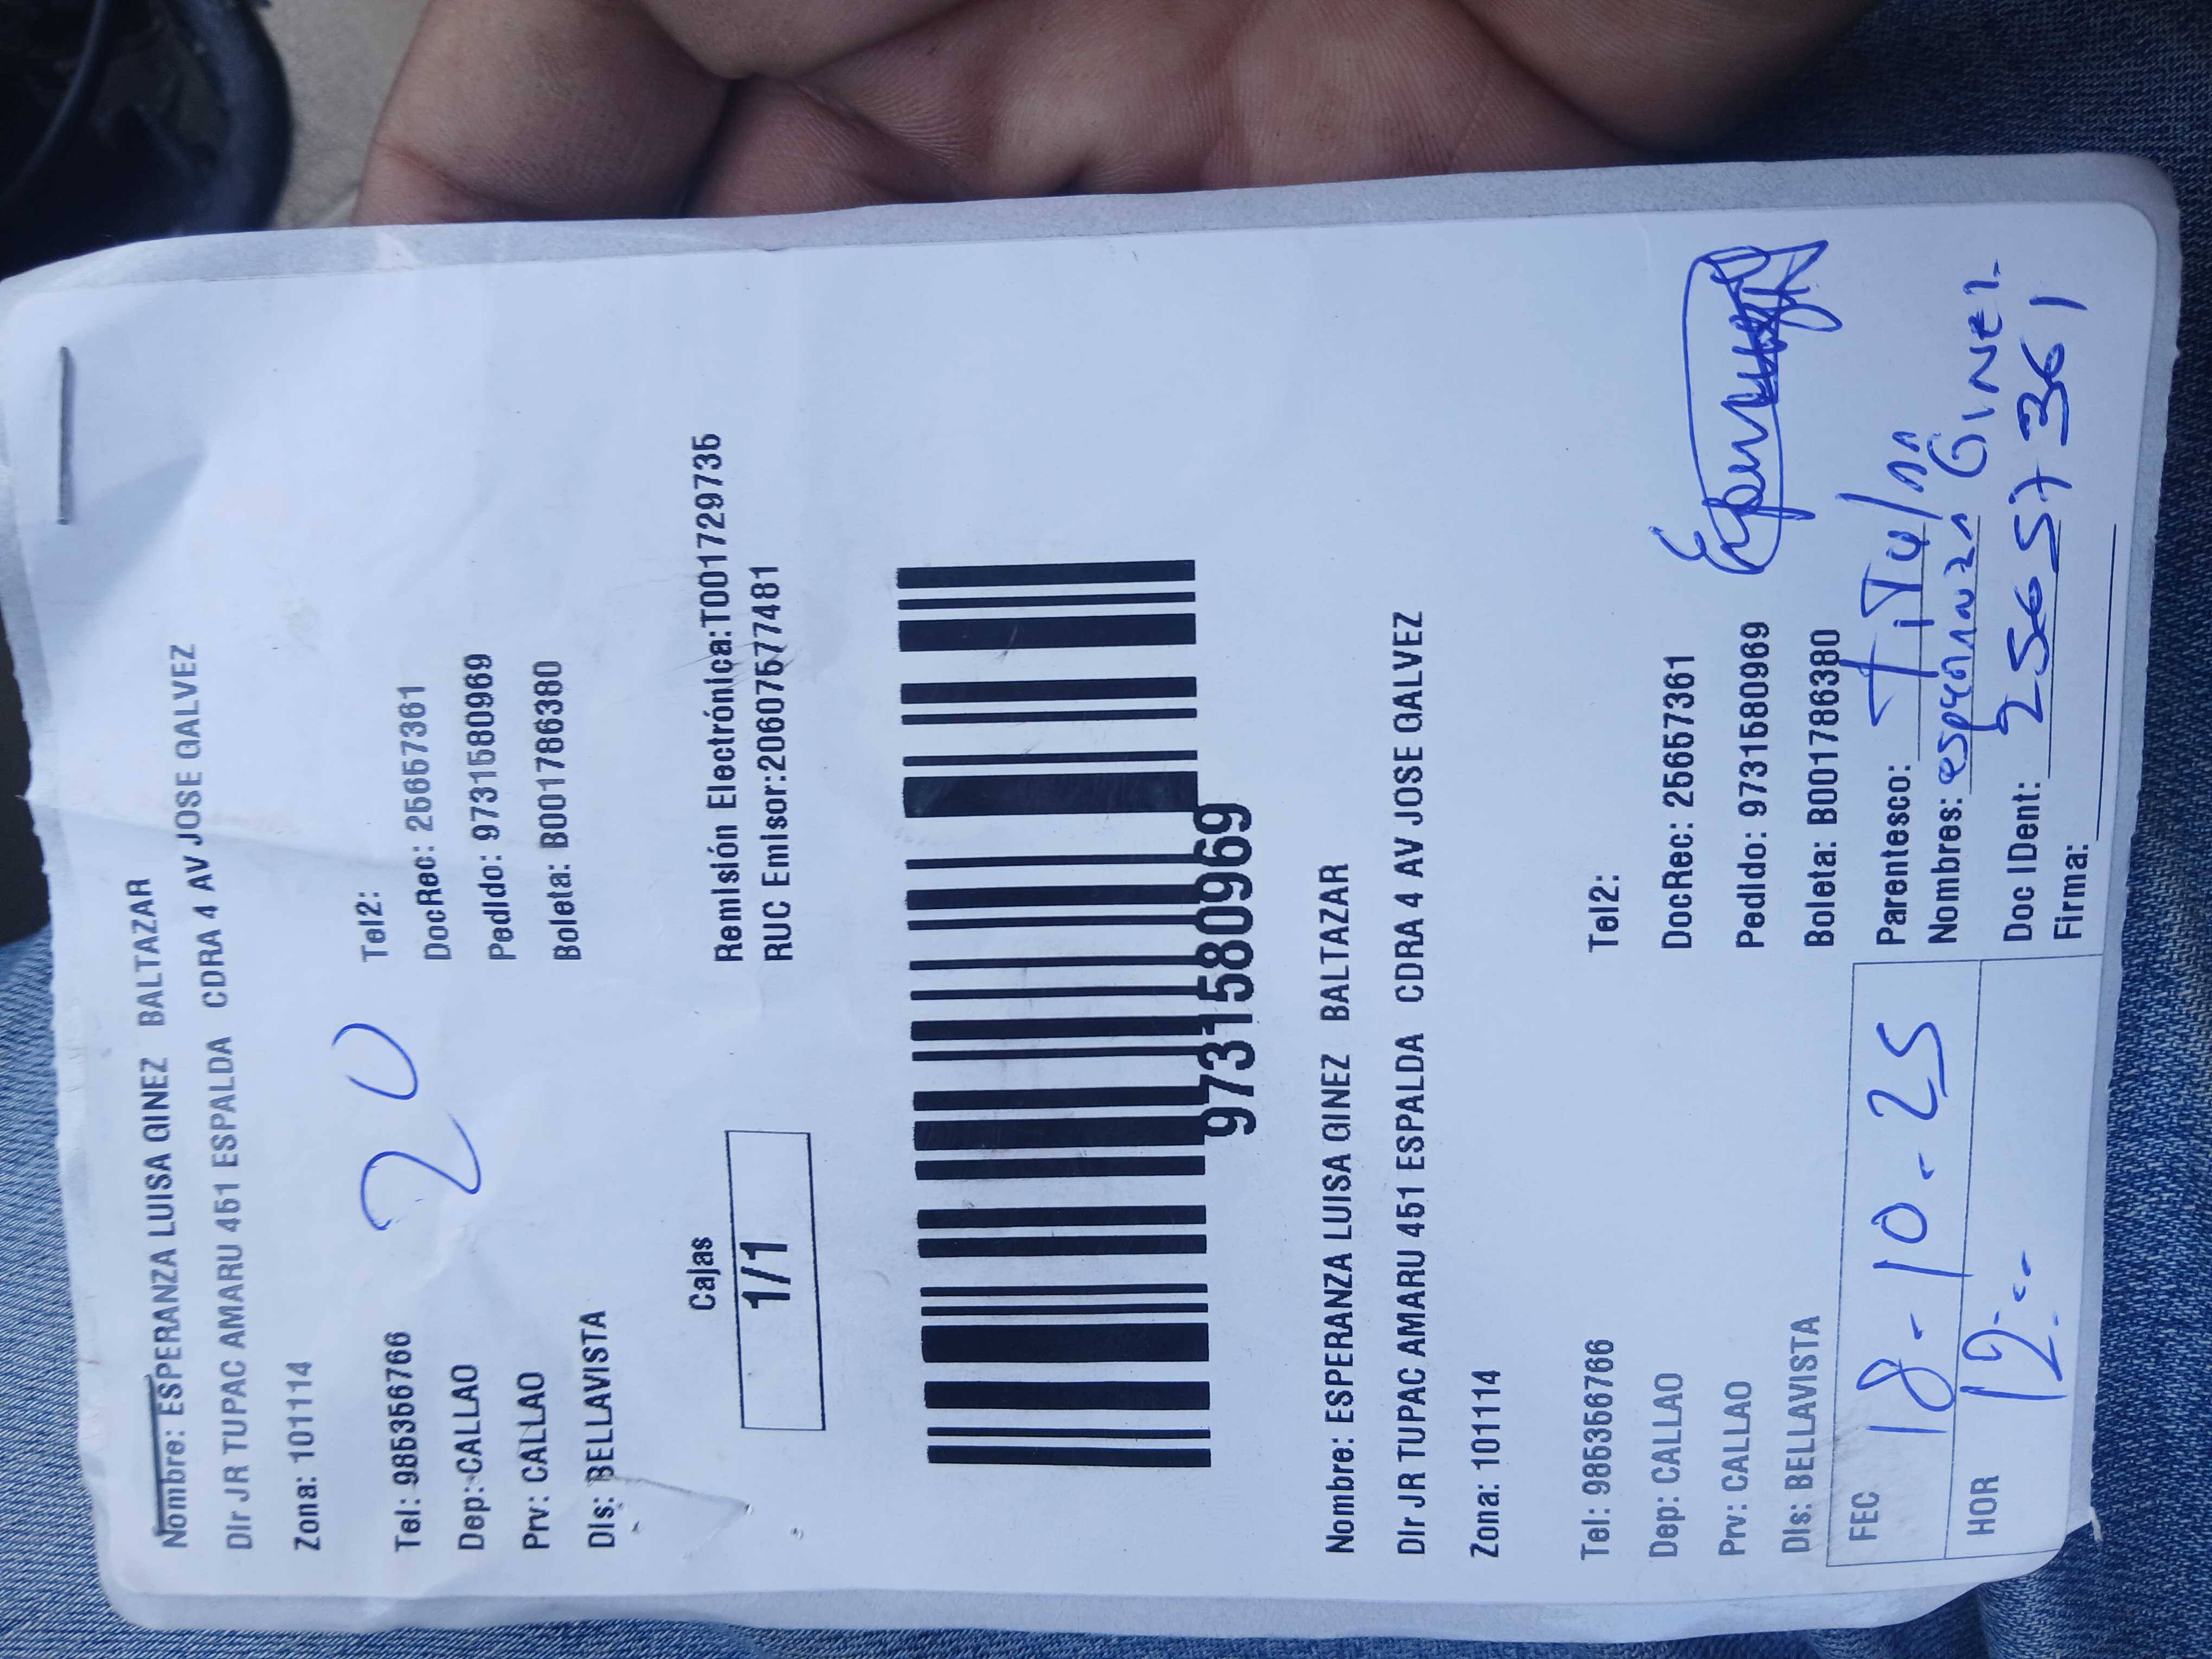 Nombre: ESPERANZA LUISA GINEZ BALTAZAR
Dir JR TUPAC AMARU 451 ESPALDA CDRA 4 AV JOSE GALVEZ
Zona: 101114
20
Tel: 985356766 Tel2:
Dep: CALLAO DocRec: 25657361
Prv: CALLAO Pedido: 9731580969
Dis: BELLAVISTA Boleta: B001786380
Cajas Remisión Electrónica:T001729735
1/1 RUC Emisor:20607577481
9731580969
Nombre: ESPERANZA LUISA GINEZ BALTAZAR
Dir JR TUPAC AMARU 451 ESPALDA CDRA 4 AV JOSE GALVEZ
Zona: 101114
Tel: 985356766 Tel2:
Dep: CALLAO DocRec: 25657361
Prv: CALLAO Pedido: 9731580969
Dis: BELLAVISTA Boleta: B001786380
FEC 18-10-25 Parentesco: TiTular
Nombres: esperanza Ginez
HOR 12: Doc IDent: 25657361
Firma: